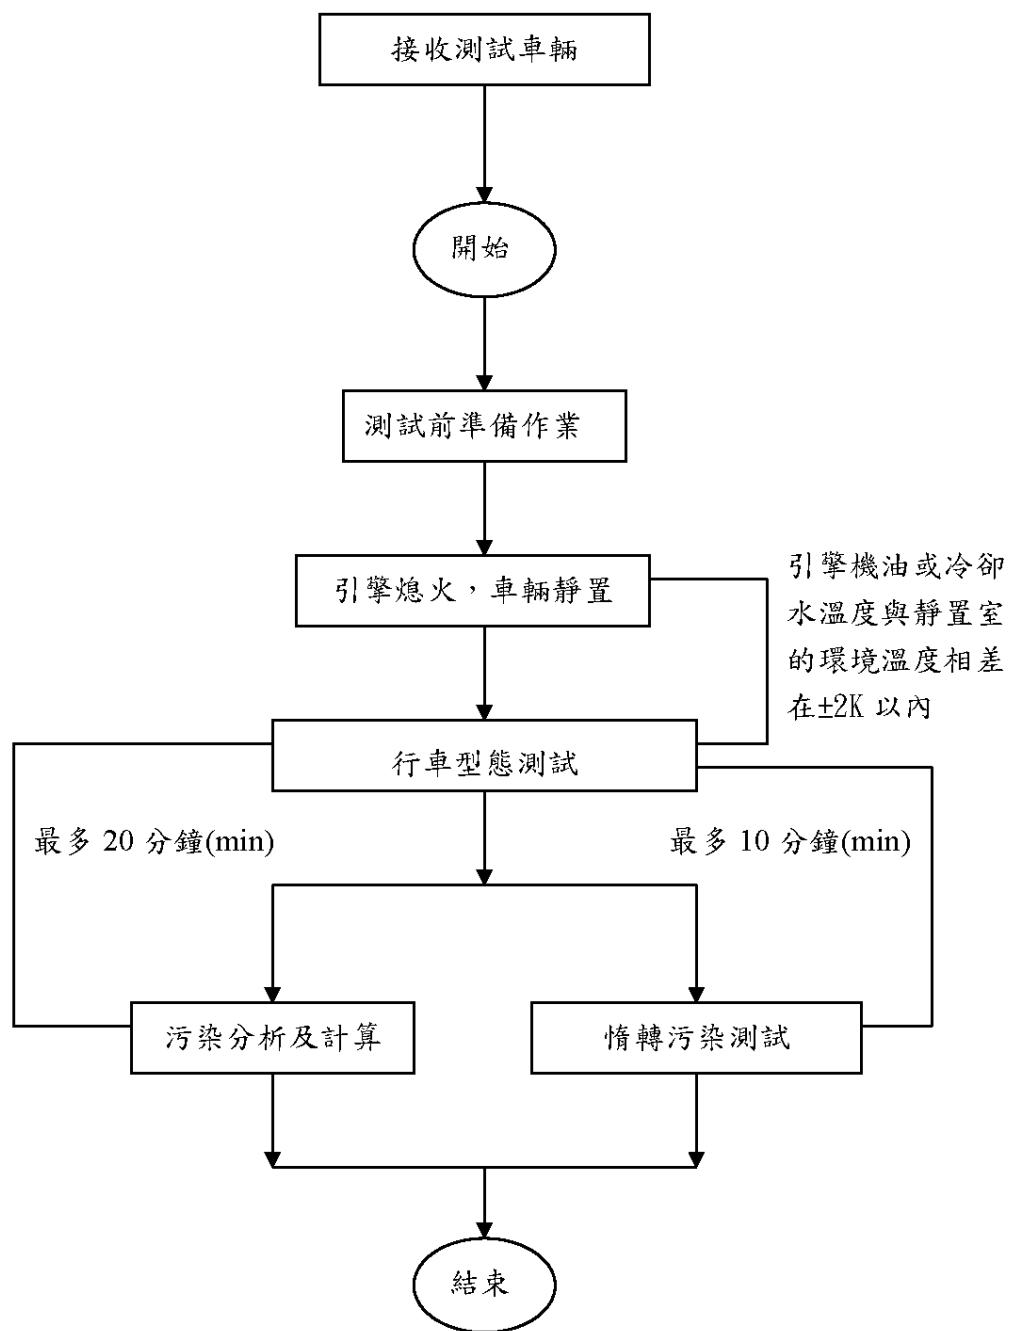 接收測試車輛
開始
測試前準備作業
引擎熄火，車輛靜置
引擎機油或冷卻
水溫度與靜置室
的環境溫度相差
在±2K 以內
行車型態測試
最多 20 分鐘(min)
最多 10 分鐘(min)
污染分析及計算
惰轉污染測試
結束